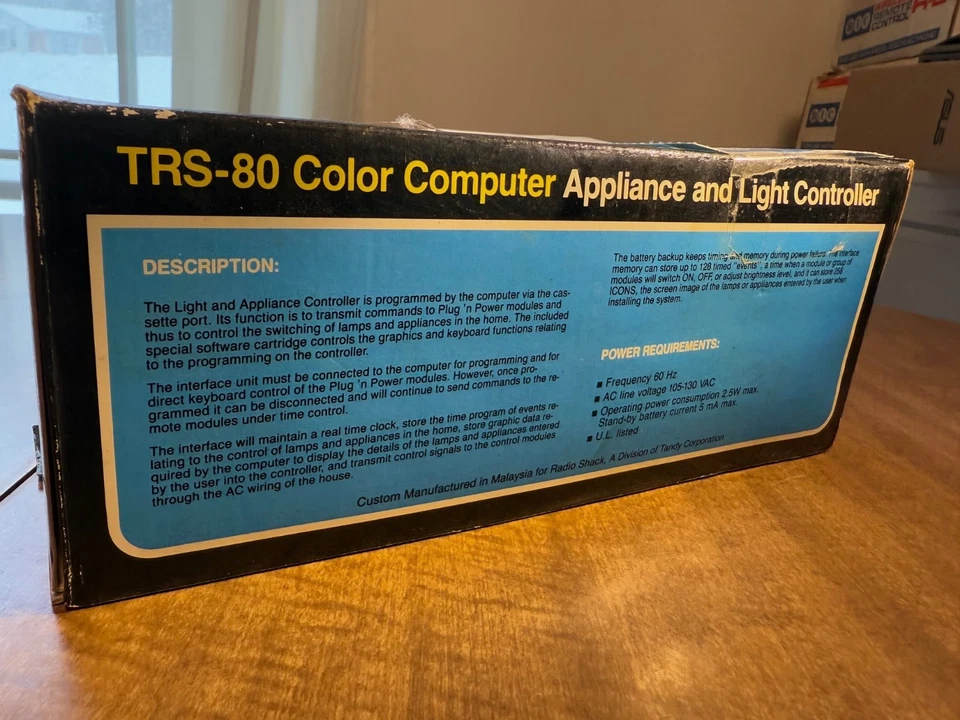 TRS-80 Color Computer Appliance and Light Controller
DESCRIPTION:
The Light and Appliance Controller is programmed by the computer via the cas-
sette port. Its function is to transmit commands to Plug 'n Power modules and
thus to control the switching of lamps and appliances in the home. The included
special software cartridge controls the graphics and keyboard functions relating
to the programming on the controller.
The interface unit must be connected to the computer for programming and for
direct keyboard control of the Plug 'n Power modules. However, once pro-
grammed it can be disconnected and will continue to send commands to the re-
mote modules under time control.
The interface will maintain a real time clock, store the time program of events re-
lating to the control of lamps and appliances in the home, store graphic data re-
quired by the computer to display the details of the lamps and appliances entered
by the user into the controller, and transmit control signals to the control modules
through the AC wiring of the house.
The battery backup keeps timing and memory during power failure. The interface
memory can store up to 128 timed "events", a time when a module or group of
modules will switch ON, OFF, or adjust brightness level, and it can store 256
ICONS, the screen image of the lamps or appliances entered by the user when
installing the system.
POWER REQUIREMENTS:
■ Frequency 60 Hz
■ AC line voltage 105-130 VAC
■ Operating power consumption 2.5W max.
Stand-by battery current 5 mA max.
■ U.L. listed
Custom Manufactured in Malaysia for Radio Shack, A Division of Tandy Corporation
REMOTE
CONTROL